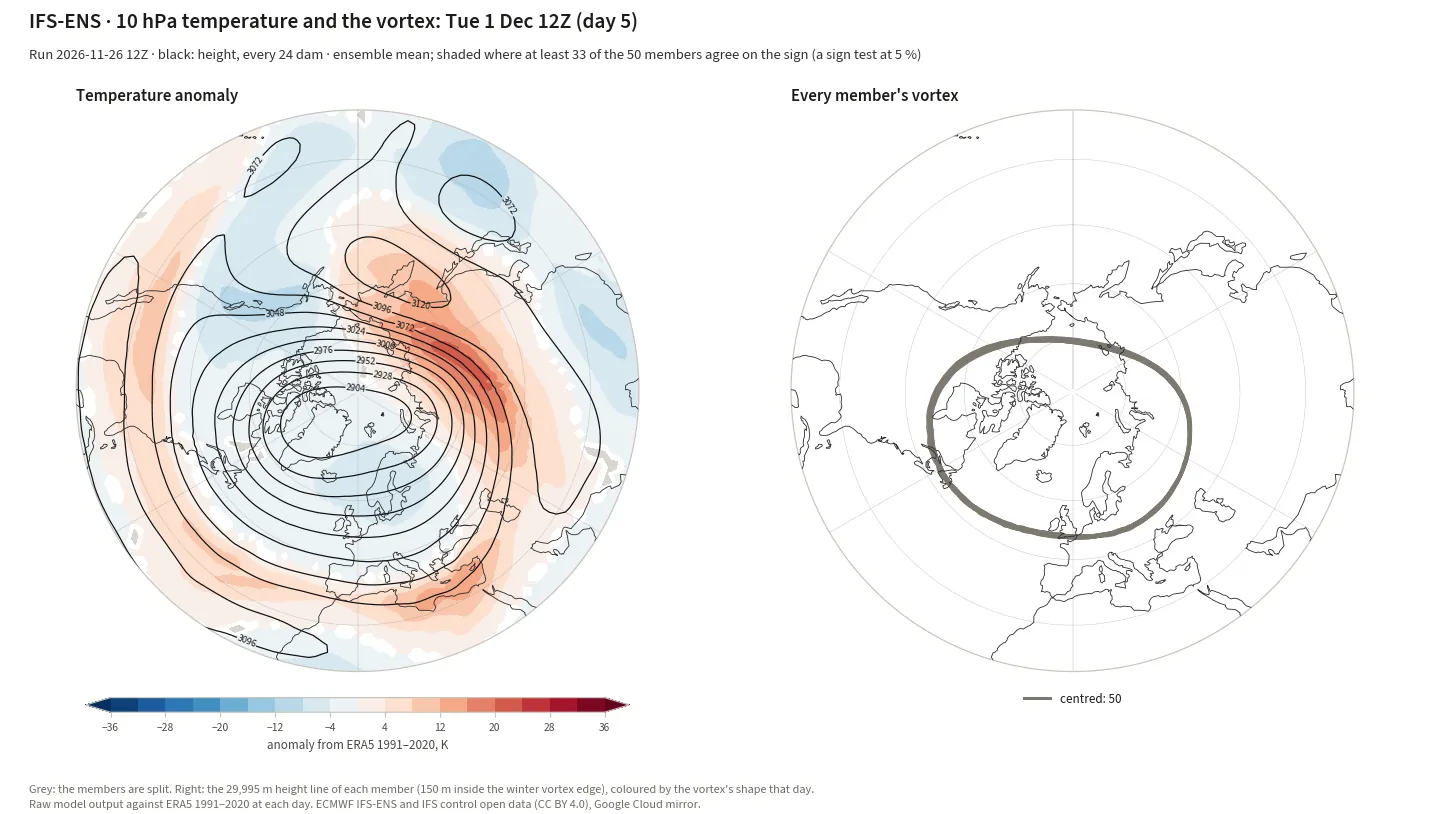 IFS-ENS · 10 hPa temperature and the vortex: Tue 1 Dec 12Z (day 5)
Run 2026-11-26 12Z · black: height, every 24 dam · ensemble mean; shaded where at least 33 of the 50 members agree on the sign (a sign test at 5 %)
Temperature anomaly
Every member's vortex
3072
3072
3120
3096
3048
3072
3024
3000
2976
2952
2928
2904
3096
centred: 50
−36 −28 −20 −12 −4 4 12 20 28 36
anomaly from ERA5 1991–2020, K
Grey: the members are split. Right: the 29,995 m height line of each member (150 m inside the winter vortex edge), coloured by the vortex's shape that day.
Raw model output against ERA5 1991–2020 at each day. ECMWF IFS-ENS and IFS control open data (CC BY 4.0), Google Cloud mirror.